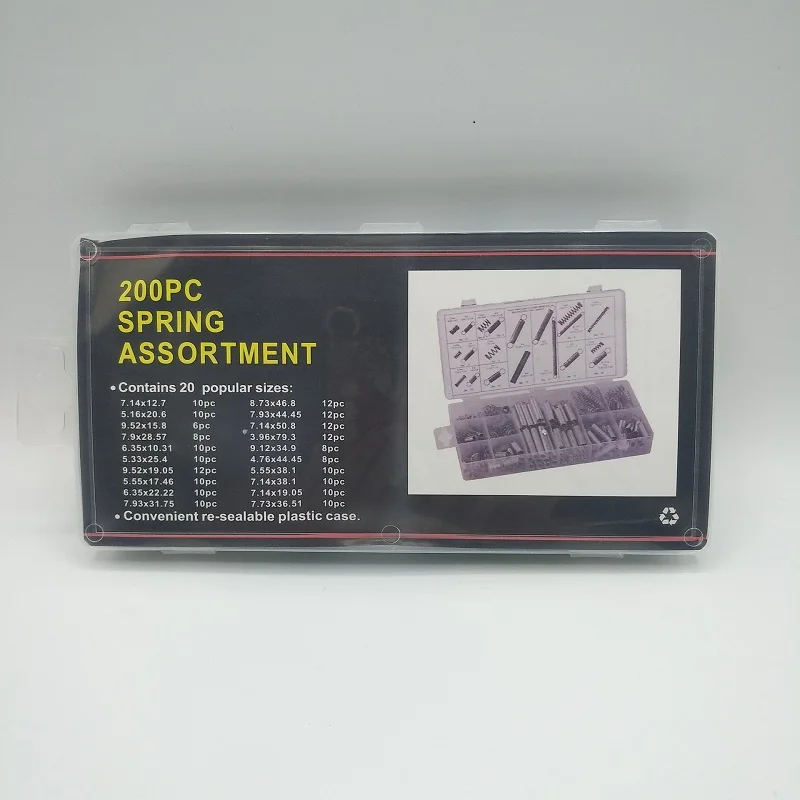 200PC
SPRING
ASSORTMENT
• Contains 20 popular sizes:
7.14x12.7 10pc 8.73x46.8 12pc
5.16x20.6 10pc 7.93x44.45 12pc
9.52x15.8 6pc 7.14x50.8 12pc
7.9x28.57 8pc 3.96x79.3 12pc
6.35x10.31 10pc 9.12x34.9 8pc
5.33x25.4 10pc 4.76x44.45 8pc
9.52x19.05 12pc 5.55x38.1 10pc
5.55x17.46 10pc 7.14x38.1 10pc
6.35x22.22 10pc 7.14x19.05 10pc
7.93x31.75 10pc 7.73x36.51 10pc
• Convenient re-sealable plastic case.